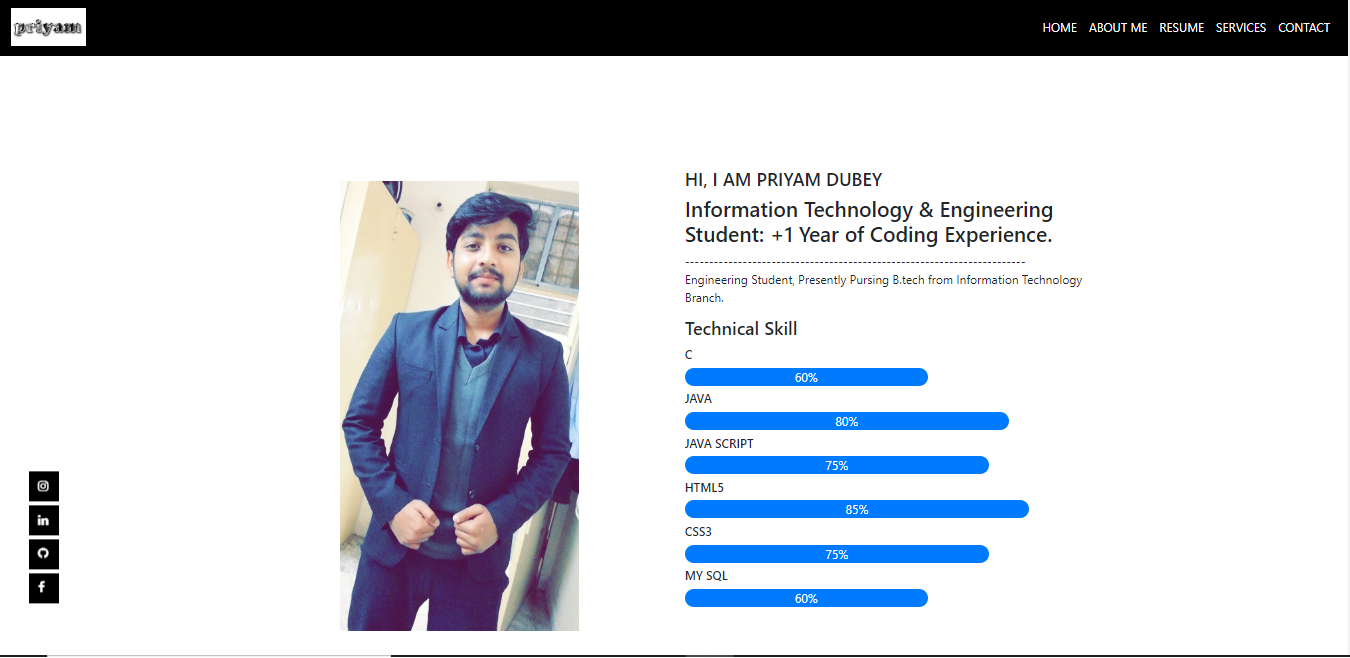 priyam
HOME ABOUT ME RESUME SERVICES CONTACT
HI, I AM PRIYAM DUBEY
Information Technology & Engineering
Student: +1 Year of Coding Experience.
----------------------------------------------------------------------
Engineering Student, Presently Pursing B.tech from Information Technology
Branch.
Technical Skill
C
60%
JAVA
80%
JAVA SCRIPT
75%
HTML5
85%
CSS3
75%
MY SQL
60%
in
f